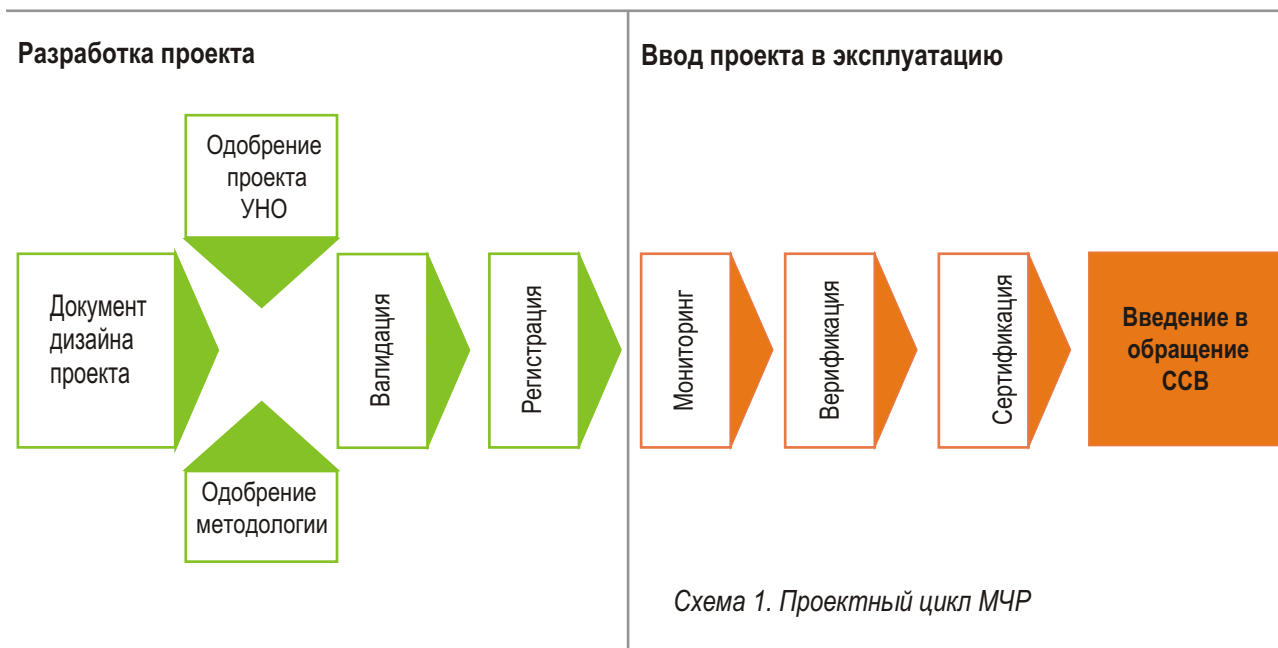 Разработка проекта
Ввод проекта в эксплуатацию
Одобрение
проекта
УНО
Документ
дизайна
проекта
Одобрение
методологии
Валидация
Регистрация
Мониторинг
Верификация
Сертификация
Введение в
обращение
ССВ
Схема 1. Проектный цикл МЧР